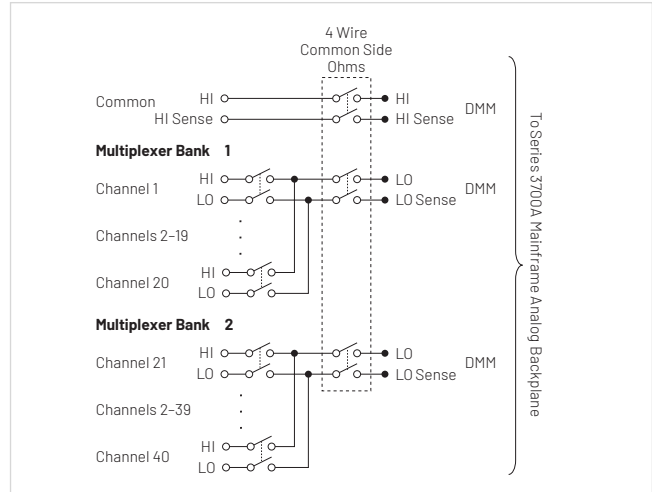 4 Wire
Common Side
Ohms
Common HI HI DMM
HI Sense HI Sense
Multiplexer Bank 1
Channel 1 HI LO DMM
LO LO Sense
Channels 2–19
Channel 20 HI
LO
Multiplexer Bank 2
Channel 21 HI LO DMM
LO LO Sense
Channels 2–39
Channel 40 HI
LO
To Series 3700A Mainframe Analog Backplane